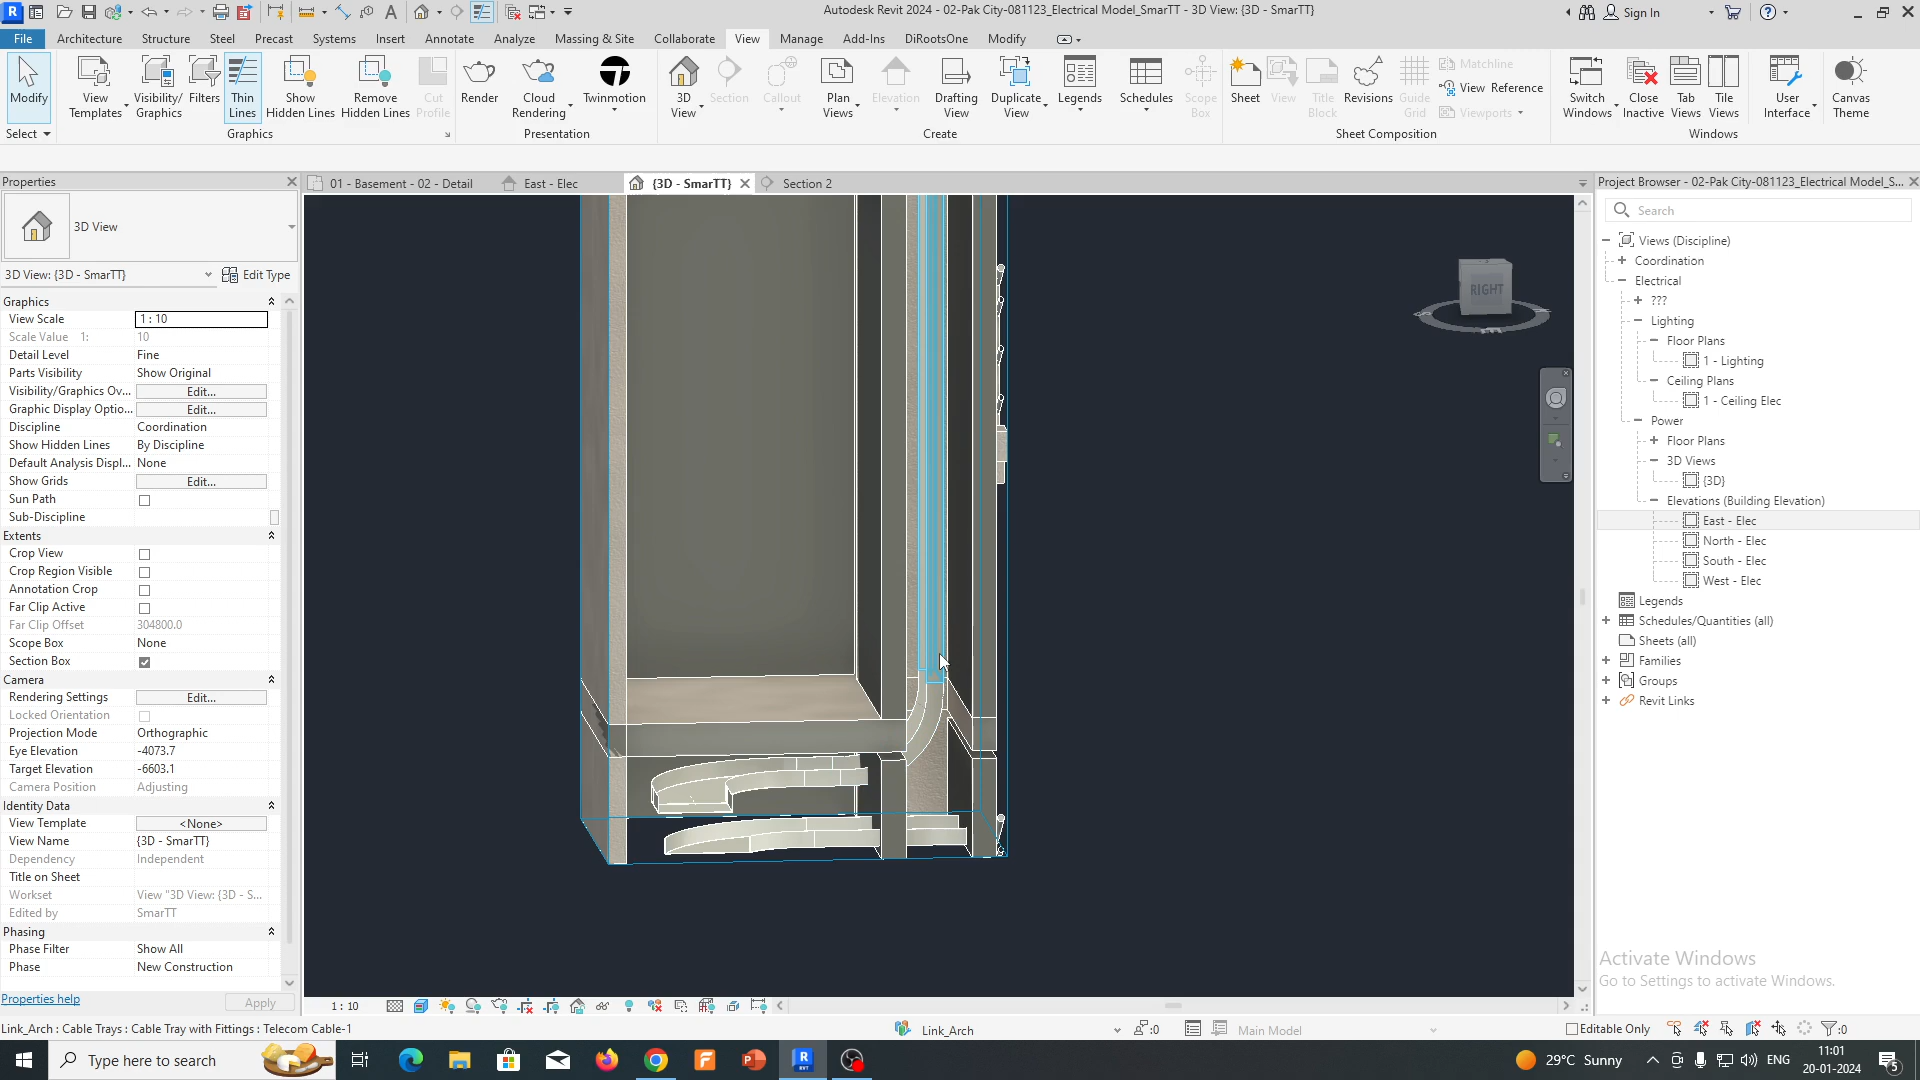 Autodesk Revit 2024 - 02-Pak City-081123_Electrical Model_SmarTT - 3D View: {3D - SmarTT}
Sign In
File Architecture Structure Steel Precast Systems Insert Annotate Analyze Massing & Site Collaborate View Manage Add-Ins DiRootsOne Modify
Modify
View Templates
Visibility/ Graphics
Filters
Thin Lines
Show Hidden Lines
Remove Hidden Lines
Cut Profile
Render
Cloud Rendering
Twinmotion
3D View
Section
Callout
Plan Views
Elevation
Drafting View
Duplicate View
Legends
Schedules
Scope Box
Sheet
View
Title Block
Revisions
Guide Grid
Matchline
View Reference
Viewports
Switch Windows
Close Inactive
Tab Views
Tile Views
User Interface
Canvas Theme
Select
Graphics
Presentation
Create
Sheet Composition
Windows
Properties
01 - Basement - 02 - Detail
East - Elec
{3D - SmarTT}
Section 2
Project Browser - 02-Pak City-081123_Electrical Model_S...
3D View
3D View: {3D - SmarTT}
Edit Type
Graphics
View Scale 1 : 10
Scale Value 1: 10
Detail Level Fine
Parts Visibility Show Original
Visibility/Graphics Ov... Edit...
Graphic Display Optio... Edit...
Discipline Coordination
Show Hidden Lines By Discipline
Default Analysis Displ... None
Show Grids Edit...
Sun Path
Sub-Discipline
Extents
Crop View
Crop Region Visible
Annotation Crop
Far Clip Active
Far Clip Offset 304800.0
Scope Box None
Section Box
Camera
Rendering Settings Edit...
Locked Orientation
Projection Mode Orthographic
Eye Elevation -4073.7
Target Elevation -6603.1
Camera Position Adjusting
Identity Data
View Template <None>
View Name {3D - SmarTT}
Dependency Independent
Title on Sheet
Workset View "3D View: {3D - S...
Edited by SmarTT
Phasing
Phase Filter Show All
Phase New Construction
Properties help
Apply
RIGHT
Search
Views (Discipline)
Coordination
Electrical
???
Lighting
Floor Plans
1 - Lighting
Ceiling Plans
1 - Ceiling Elec
Power
Floor Plans
3D Views
{3D}
Elevations (Building Elevation)
East - Elec
North - Elec
South - Elec
West - Elec
Legends
Schedules/Quantities (all)
Sheets (all)
Families
Groups
Revit Links
Activate Windows
Go to Settings to activate Windows.
1 : 10
Link_Arch : Cable Trays : Cable Tray with Fittings : Telecom Cable-1
Link_Arch
:0
Main Model
Editable Only
:0
Type here to search
29°C Sunny
ENG
11:01
20-01-2024
5